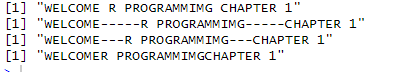 [1] "WELCOME R PROGRAMMIMG CHAPTER 1"
[1] "WELCOME-----R PROGRAMMIMG-----CHAPTER 1"
[1] "WELCOME---R PROGRAMMIMG---CHAPTER 1"
[1] "WELCOMER PROGRAMMIMGCHAPTER 1"